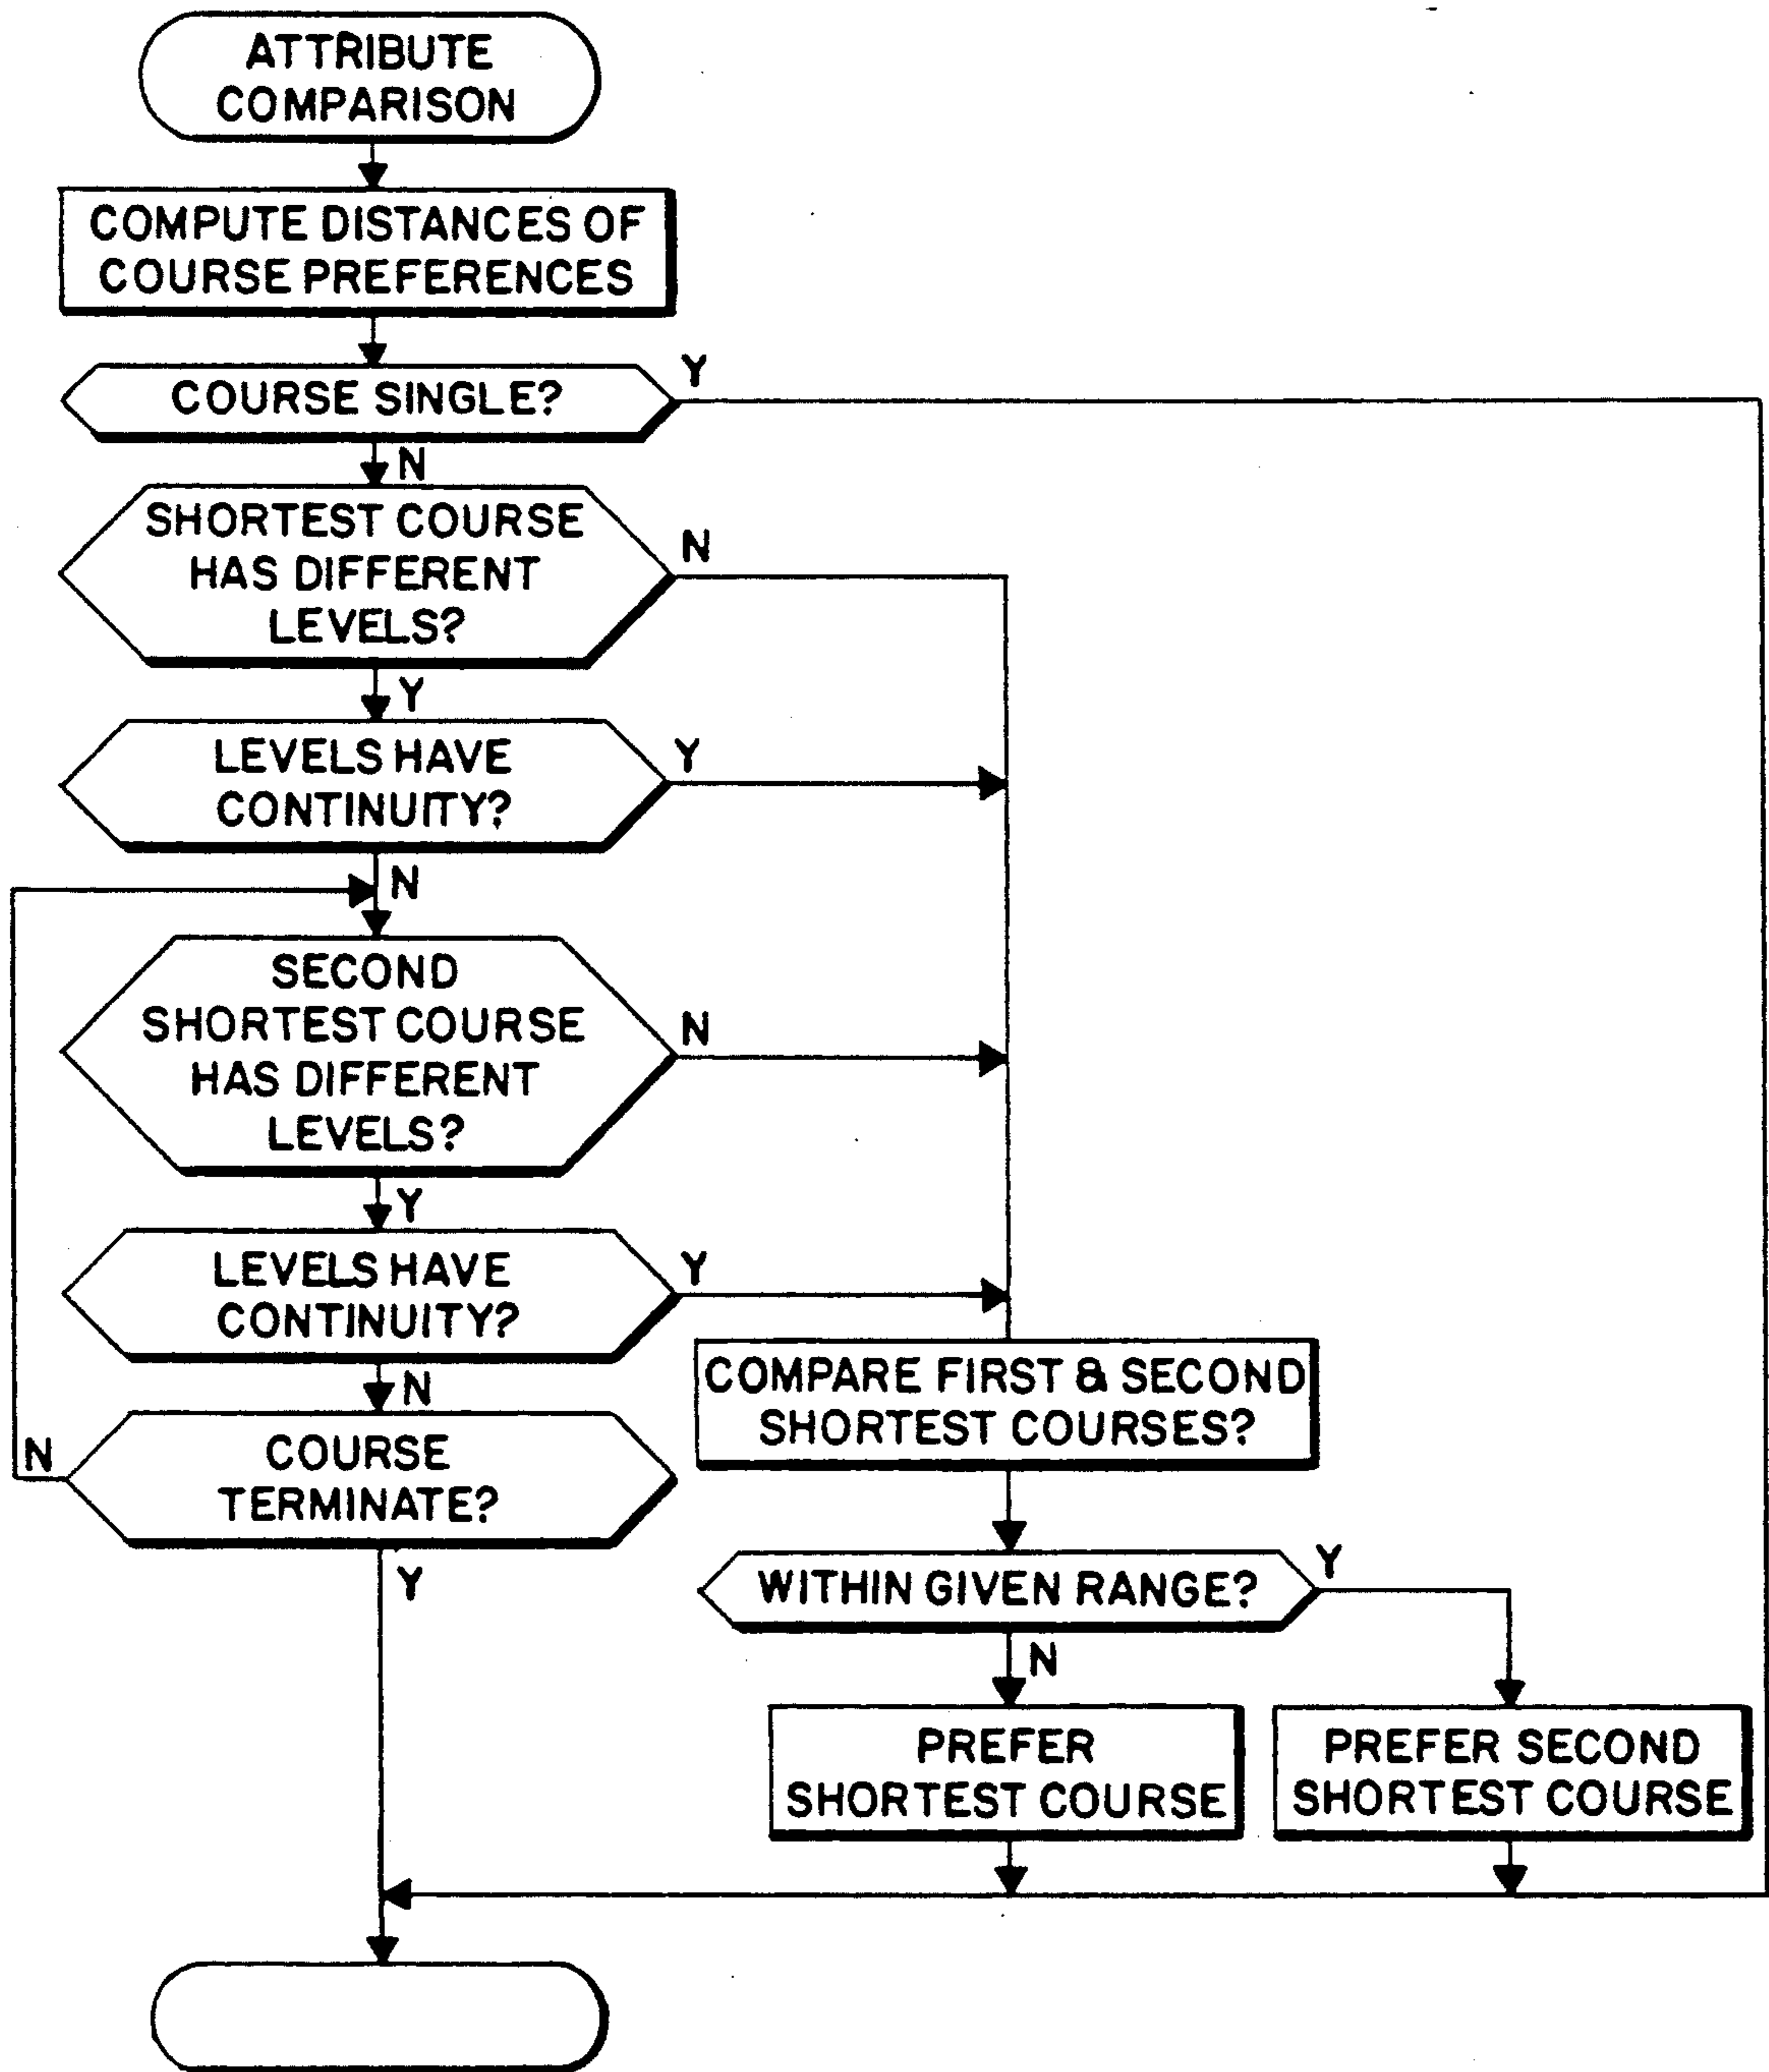 ATTRIBUTE
COMPARISON
COMPUTE DISTANCES OF
COURSE PREFERENCES
COURSE SINGLE?
Y
N
SHORTEST COURSE
HAS DIFFERENT
LEVELS?
N
Y
LEVELS HAVE
CONTINUITY?
Y
N
SECOND
SHORTEST COURSE
HAS DIFFERENT
LEVELS?
N
Y
LEVELS HAVE
CONTINUITY?
Y
N
COURSE
TERMINATE?
N
Y
COMPARE FIRST & SECOND
SHORTEST COURSES?
WITHIN GIVEN RANGE?
Y
N
PREFER
SHORTEST COURSE
PREFER SECOND
SHORTEST COURSE